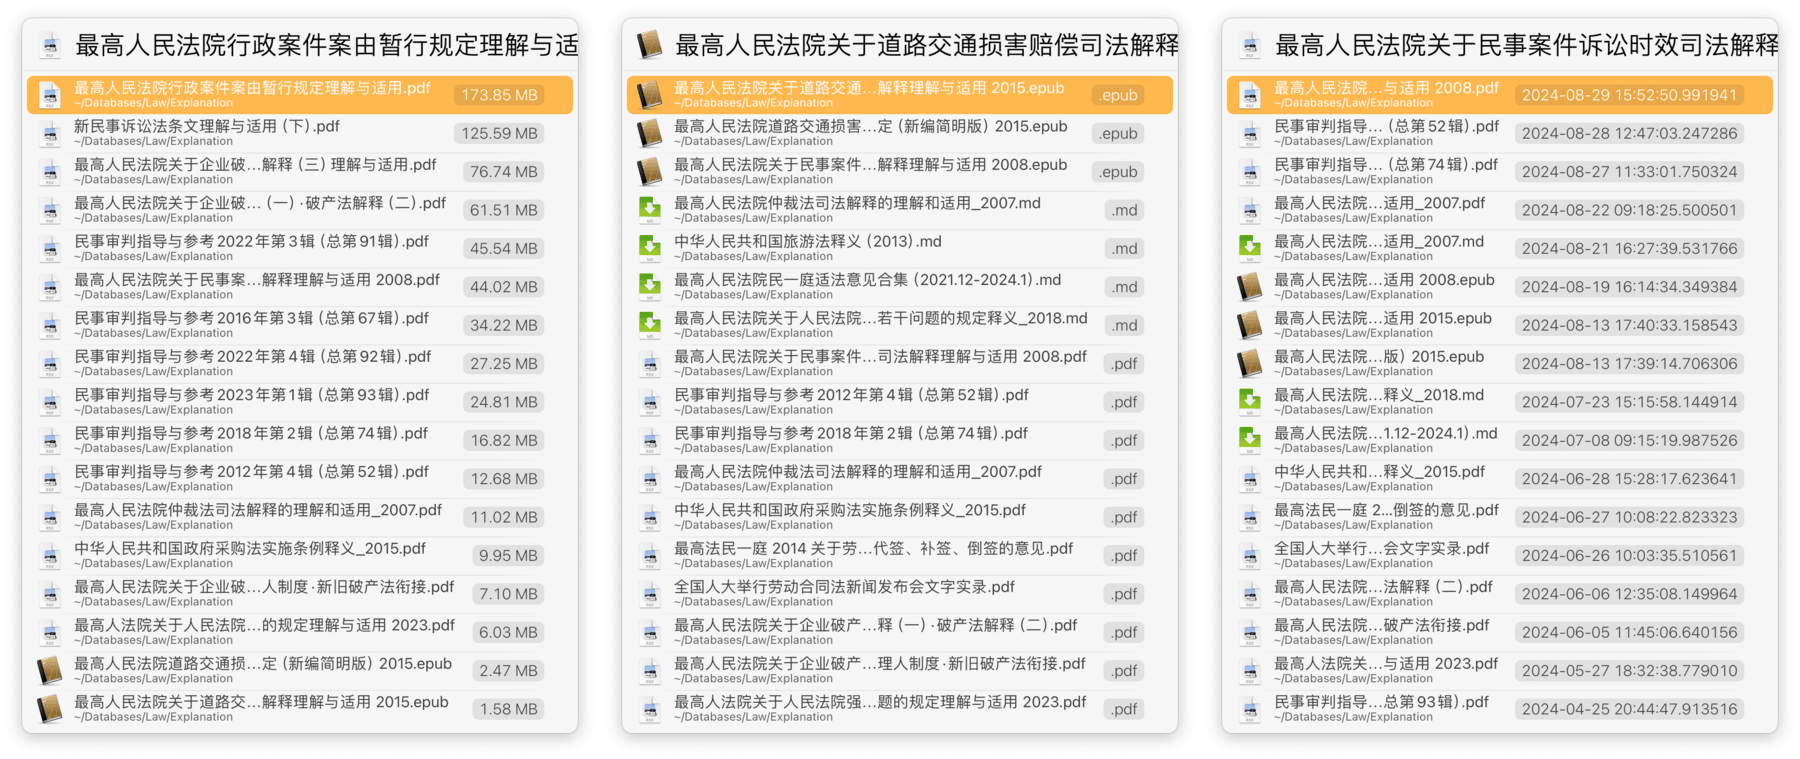 最高人民法院行政案件案由暂行规定理解与适
最高人民法院行政案件案由暂行规定理解与适用.pdf
~/Databases/Law/Explanation
173.85 MB
新民事诉讼法条文理解与适用 (下) .pdf
~/Databases/Law/Explanation
125.59 MB
最高人民法院关于企业破...解释 (三) 理解与适用.pdf
~/Databases/Law/Explanation
76.74 MB
最高人民法院关于企业破... (一) ·破产法解释 (二) .pdf
~/Databases/Law/Explanation
61.51 MB
民事审判指导与参考 2022 年第 3 辑 (总第 91 辑) .pdf
~/Databases/Law/Explanation
45.54 MB
最高人民法院关于民事案...解释理解与适用 2008.pdf
~/Databases/Law/Explanation
44.02 MB
民事审判指导与参考 2016 年第 3 辑 (总第 67 辑) .pdf
~/Databases/Law/Explanation
34.22 MB
民事审判指导与参考 2022 年第 4 辑 (总第 92 辑) .pdf
~/Databases/Law/Explanation
27.25 MB
民事审判指导与参考 2023 年第 1 辑 (总第 93 辑) .pdf
~/Databases/Law/Explanation
24.81 MB
民事审判指导与参考 2018 年第 2 辑 (总第 74 辑) .pdf
~/Databases/Law/Explanation
16.82 MB
民事审判指导与参考 2012 年第 4 辑 (总第 52 辑) .pdf
~/Databases/Law/Explanation
12.68 MB
最高人民法院仲裁法司法解释的理解和适用_2007.pdf
~/Databases/Law/Explanation
11.02 MB
中华人民共和国政府采购法实施条例释义_2015.pdf
~/Databases/Law/Explanation
9.95 MB
最高人民法院关于企业破...人制度·新旧破产法衔接.pdf
~/Databases/Law/Explanation
7.10 MB
最高人法院关于人民法院...的规定理解与适用 2023.pdf
~/Databases/Law/Explanation
6.03 MB
最高人民法院道路交通损...定 (新编简明版) 2015.epub
~/Databases/Law/Explanation
2.47 MB
最高人民法院关于道路交...解释理解与适用 2015.epub
~/Databases/Law/Explanation
1.58 MB
最高人民法院关于道路交通损害赔偿司法解释
最高人民法院关于道路交通...解释理解与适用 2015.epub
~/Databases/Law/Explanation
.epub
最高人民法院道路交通损害...定 (新编简明版) 2015.epub
~/Databases/Law/Explanation
.epub
最高人民法院关于民事案件...解释理解与适用 2008.epub
~/Databases/Law/Explanation
.epub
最高人民法院仲裁法司法解释的理解和适用_2007.md
~/Databases/Law/Explanation
.md
中华人民共和国旅游法释义 (2013) .md
~/Databases/Law/Explanation
.md
最高人民法院民一庭适法意见合集 (2021.12-2024.1) .md
~/Databases/Law/Explanation
.md
最高人民法院关于人民法院...若干问题的规定释义_2018.md
~/Databases/Law/Explanation
.md
最高人民法院关于民事案件...司法解释理解与适用 2008.pdf
~/Databases/Law/Explanation
.pdf
民事审判指导与参考 2012 年第 4 辑 (总第 52 辑) .pdf
~/Databases/Law/Explanation
.pdf
民事审判指导与参考 2018 年第 2 辑 (总第 74 辑) .pdf
~/Databases/Law/Explanation
.pdf
最高人民法院仲裁法司法解释的理解和适用_2007.pdf
~/Databases/Law/Explanation
.pdf
中华人民共和国政府采购法实施条例释义_2015.pdf
~/Databases/Law/Explanation
.pdf
最高法民一庭 2014 关于劳...代签、补签、倒签的意见.pdf
~/Databases/Law/Explanation
.pdf
全国人大举行劳动合同法新闻发布会文字实录.pdf
~/Databases/Law/Explanation
.pdf
最高人民法院关于企业破产...释 (一) ·破产法解释 (二) .pdf
~/Databases/Law/Explanation
.pdf
最高人民法院关于企业破产...理人制度·新旧破产法衔接.pdf
~/Databases/Law/Explanation
.pdf
最高人法院关于人民法院强...题的规定理解与适用 2023.pdf
~/Databases/Law/Explanation
.pdf
最高人民法院关于民事案件诉讼时效司法解释
最高人民法院...与适用 2008.pdf
~/Databases/Law/Explanation
2024-08-29 15:52:50.991941
民事审判指导... (总第 52 辑) .pdf
~/Databases/Law/Explanation
2024-08-28 12:47:03.247286
民事审判指导... (总第 74 辑) .pdf
~/Databases/Law/Explanation
2024-08-27 11:33:01.750324
最高人民法院...适用_2007.pdf
~/Databases/Law/Explanation
2024-08-22 09:18:25.500501
最高人民法院...适用_2007.md
~/Databases/Law/Explanation
2024-08-21 16:27:39.531766
最高人民法院...适用 2008.epub
~/Databases/Law/Explanation
2024-08-19 16:14:34.349384
最高人民法院...适用 2015.epub
~/Databases/Law/Explanation
2024-08-13 17:40:33.158543
最高人民法院...版) 2015.epub
~/Databases/Law/Explanation
2024-08-13 17:39:14.706306
最高人民法院...释义_2018.md
~/Databases/Law/Explanation
2024-07-23 15:15:58.144914
最高人民法院...1.12-2024.1) .md
~/Databases/Law/Explanation
2024-07-08 09:15:19.987526
中华人民共和...释义_2015.pdf
~/Databases/Law/Explanation
2024-06-28 15:28:17.623641
最高法民一庭 2...倒签的意见.pdf
~/Databases/Law/Explanation
2024-06-27 10:08:22.823323
全国人大举行...会文字实录.pdf
~/Databases/Law/Explanation
2024-06-26 10:03:35.510561
最高人民法院...法解释 (二) .pdf
~/Databases/Law/Explanation
2024-06-06 12:35:08.149964
最高人民法院...破产法衔接.pdf
~/Databases/Law/Explanation
2024-06-05 11:45:06.640156
最高人法院关...与适用 2023.pdf
~/Databases/Law/Explanation
2024-05-27 18:32:38.779010
民事审判指导...总第 93 辑) .pdf
~/Databases/Law/Explanation
2024-04-25 20:44:47.913516